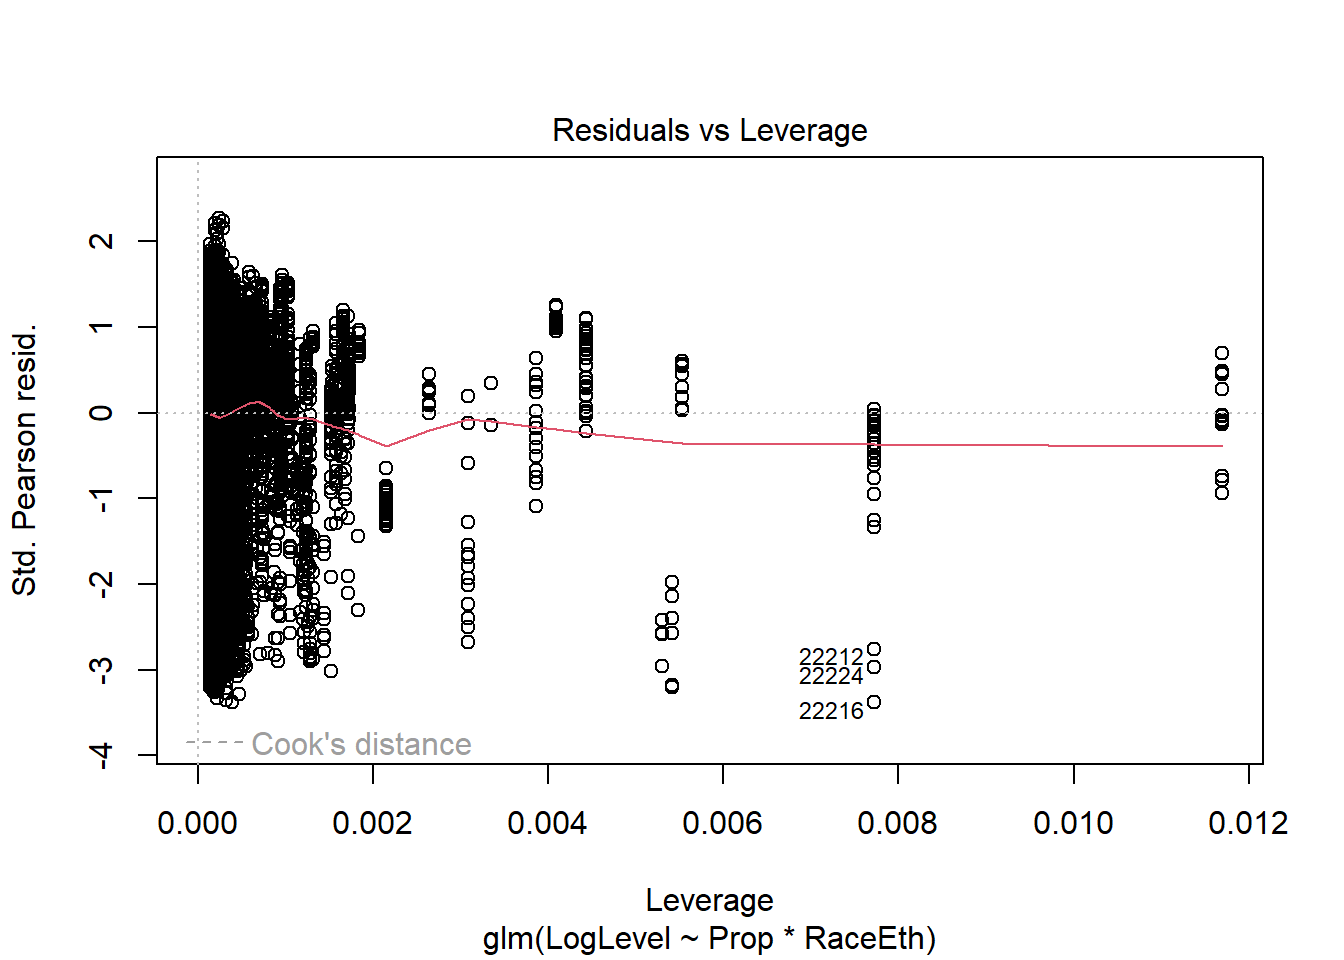 Residuals vs Leverage
Std. Pearson resid.
2
1
0
-1
-2
-3
-4
22212
22224
22216
Cook's distance
0.000 0.002 0.004 0.006 0.008 0.010 0.012
Leverage
glm(LogLevel ~ Prop * RaceEth)